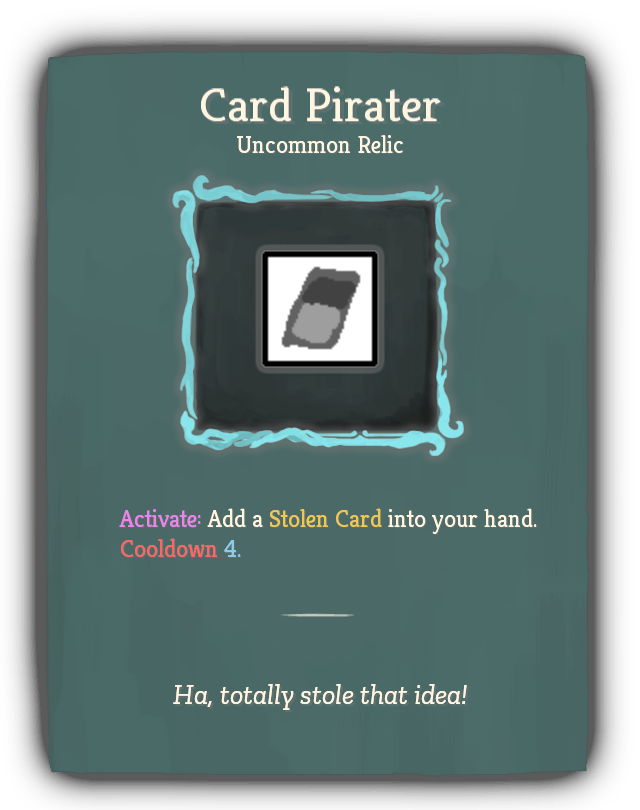 Card Pirater
Uncommon Relic
Activate: Add a Stolen Card into your hand.
Cooldown 4.
Ha, totally stole that idea!